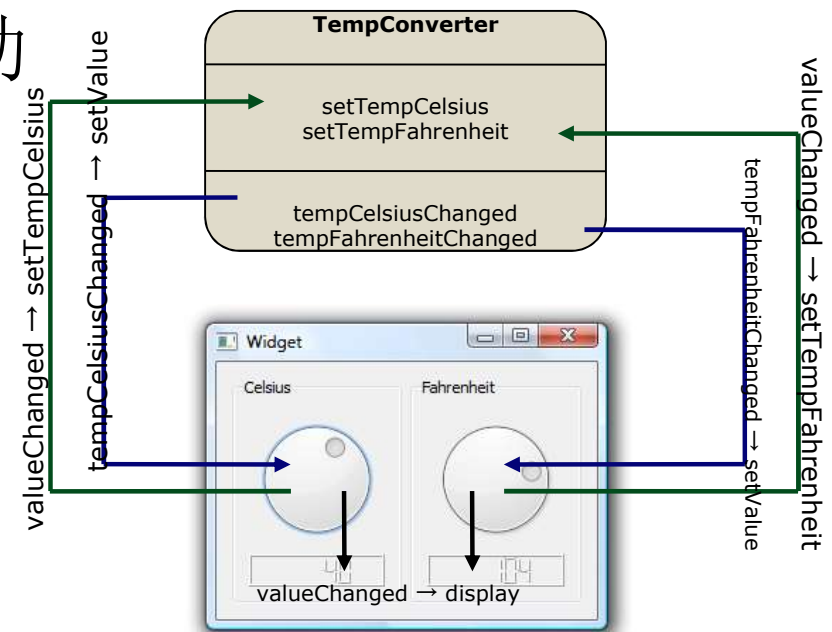 动
TempConverter
setTempCelsius
setTempFahrenheit
tempCelsiusChanged
tempFahrenheitChanged
valueChanged → setTempCelsius
tempCelsiusChanged → setValue
tempFahrenheitChanged → setValue
valueChanged → setTempFahrenheit
Widget
Celsius
Fahrenheit
40
104
valueChanged → display